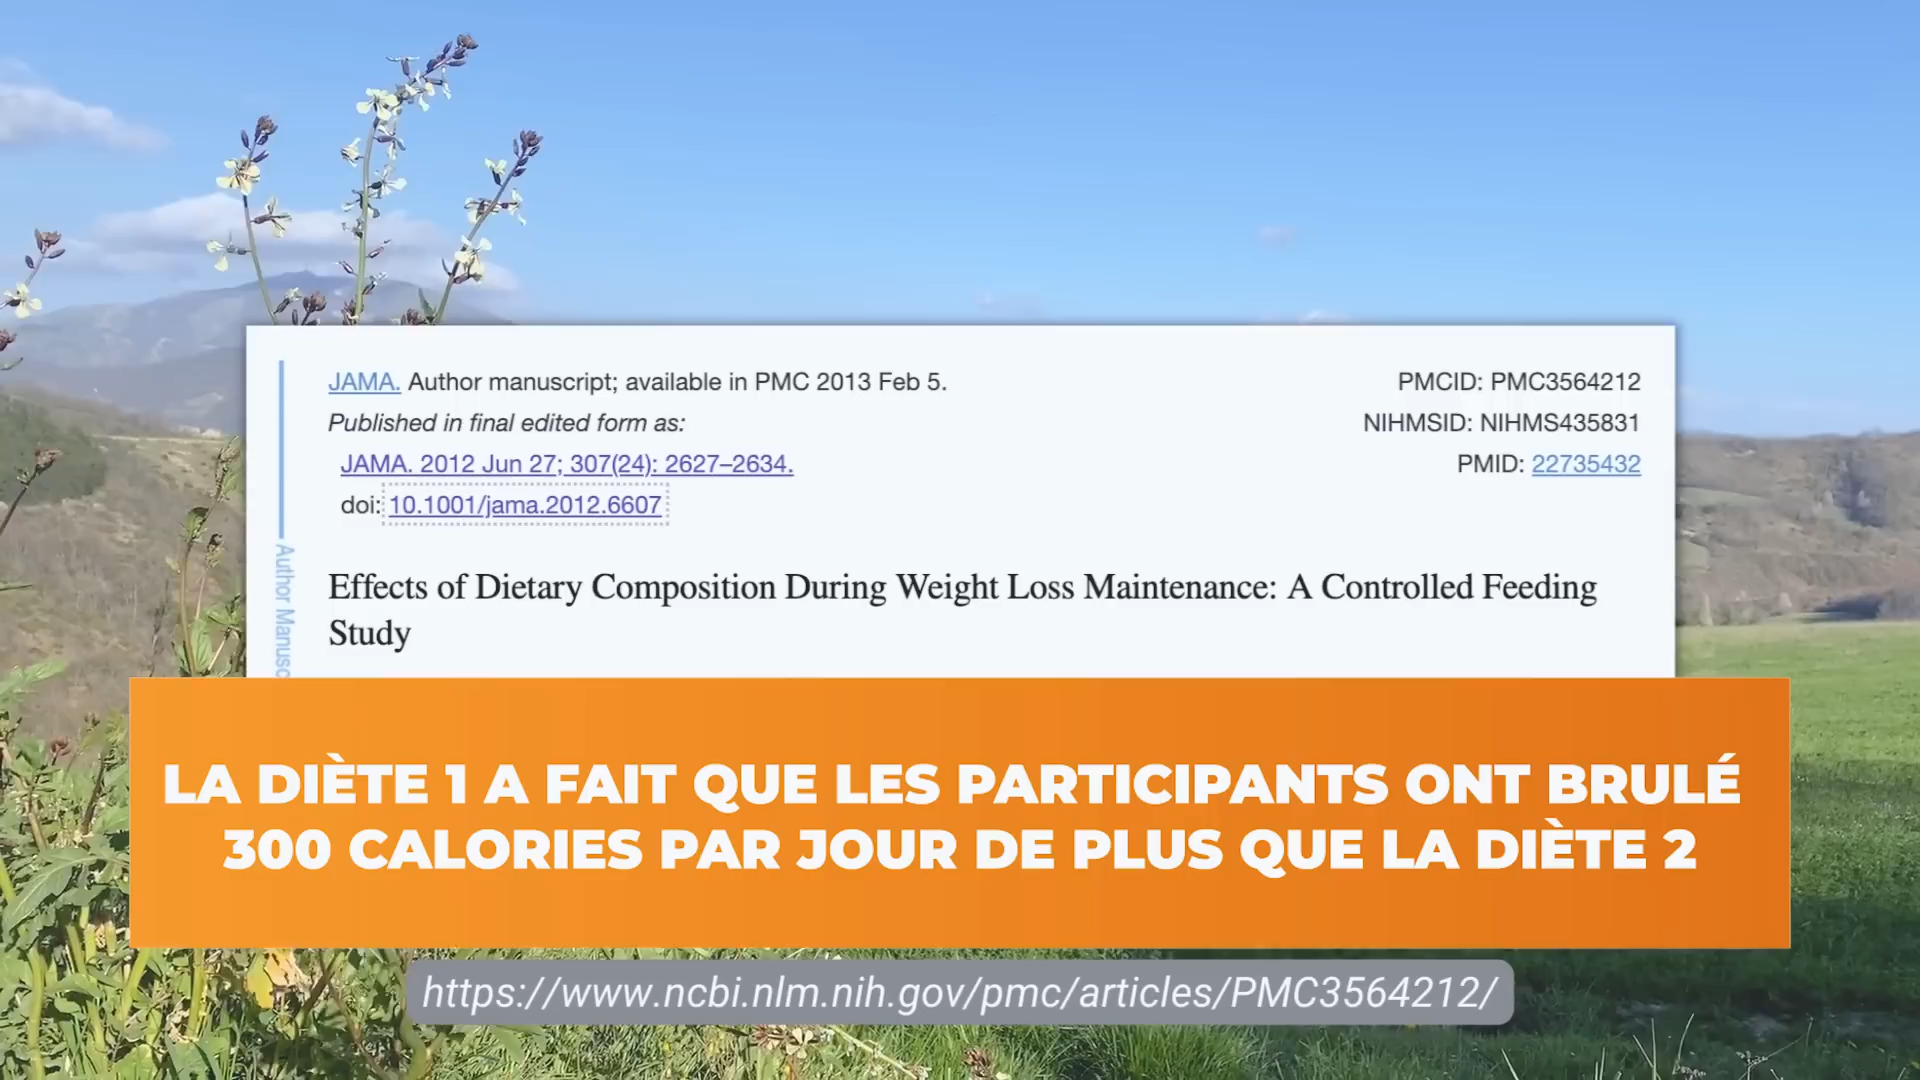 JAMA. Author manuscript; available in PMC 2013 Feb 5.
Published in final edited form as:
JAMA. 2012 Jun 27; 307(24): 2627–2634.
doi: 10.1001/jama.2012.6607
PMCID: PMC3564212
NIHMSID: NIHMS435831
PMID: 22735432
Author Manusc
Effects of Dietary Composition During Weight Loss Maintenance: A Controlled Feeding
Study
LA DIÈTE 1 A FAIT QUE LES PARTICIPANTS ONT BRULÉ
300 CALORIES PAR JOUR DE PLUS QUE LA DIÈTE 2
https://www.ncbi.nlm.nih.gov/pmc/articles/PMC3564212/